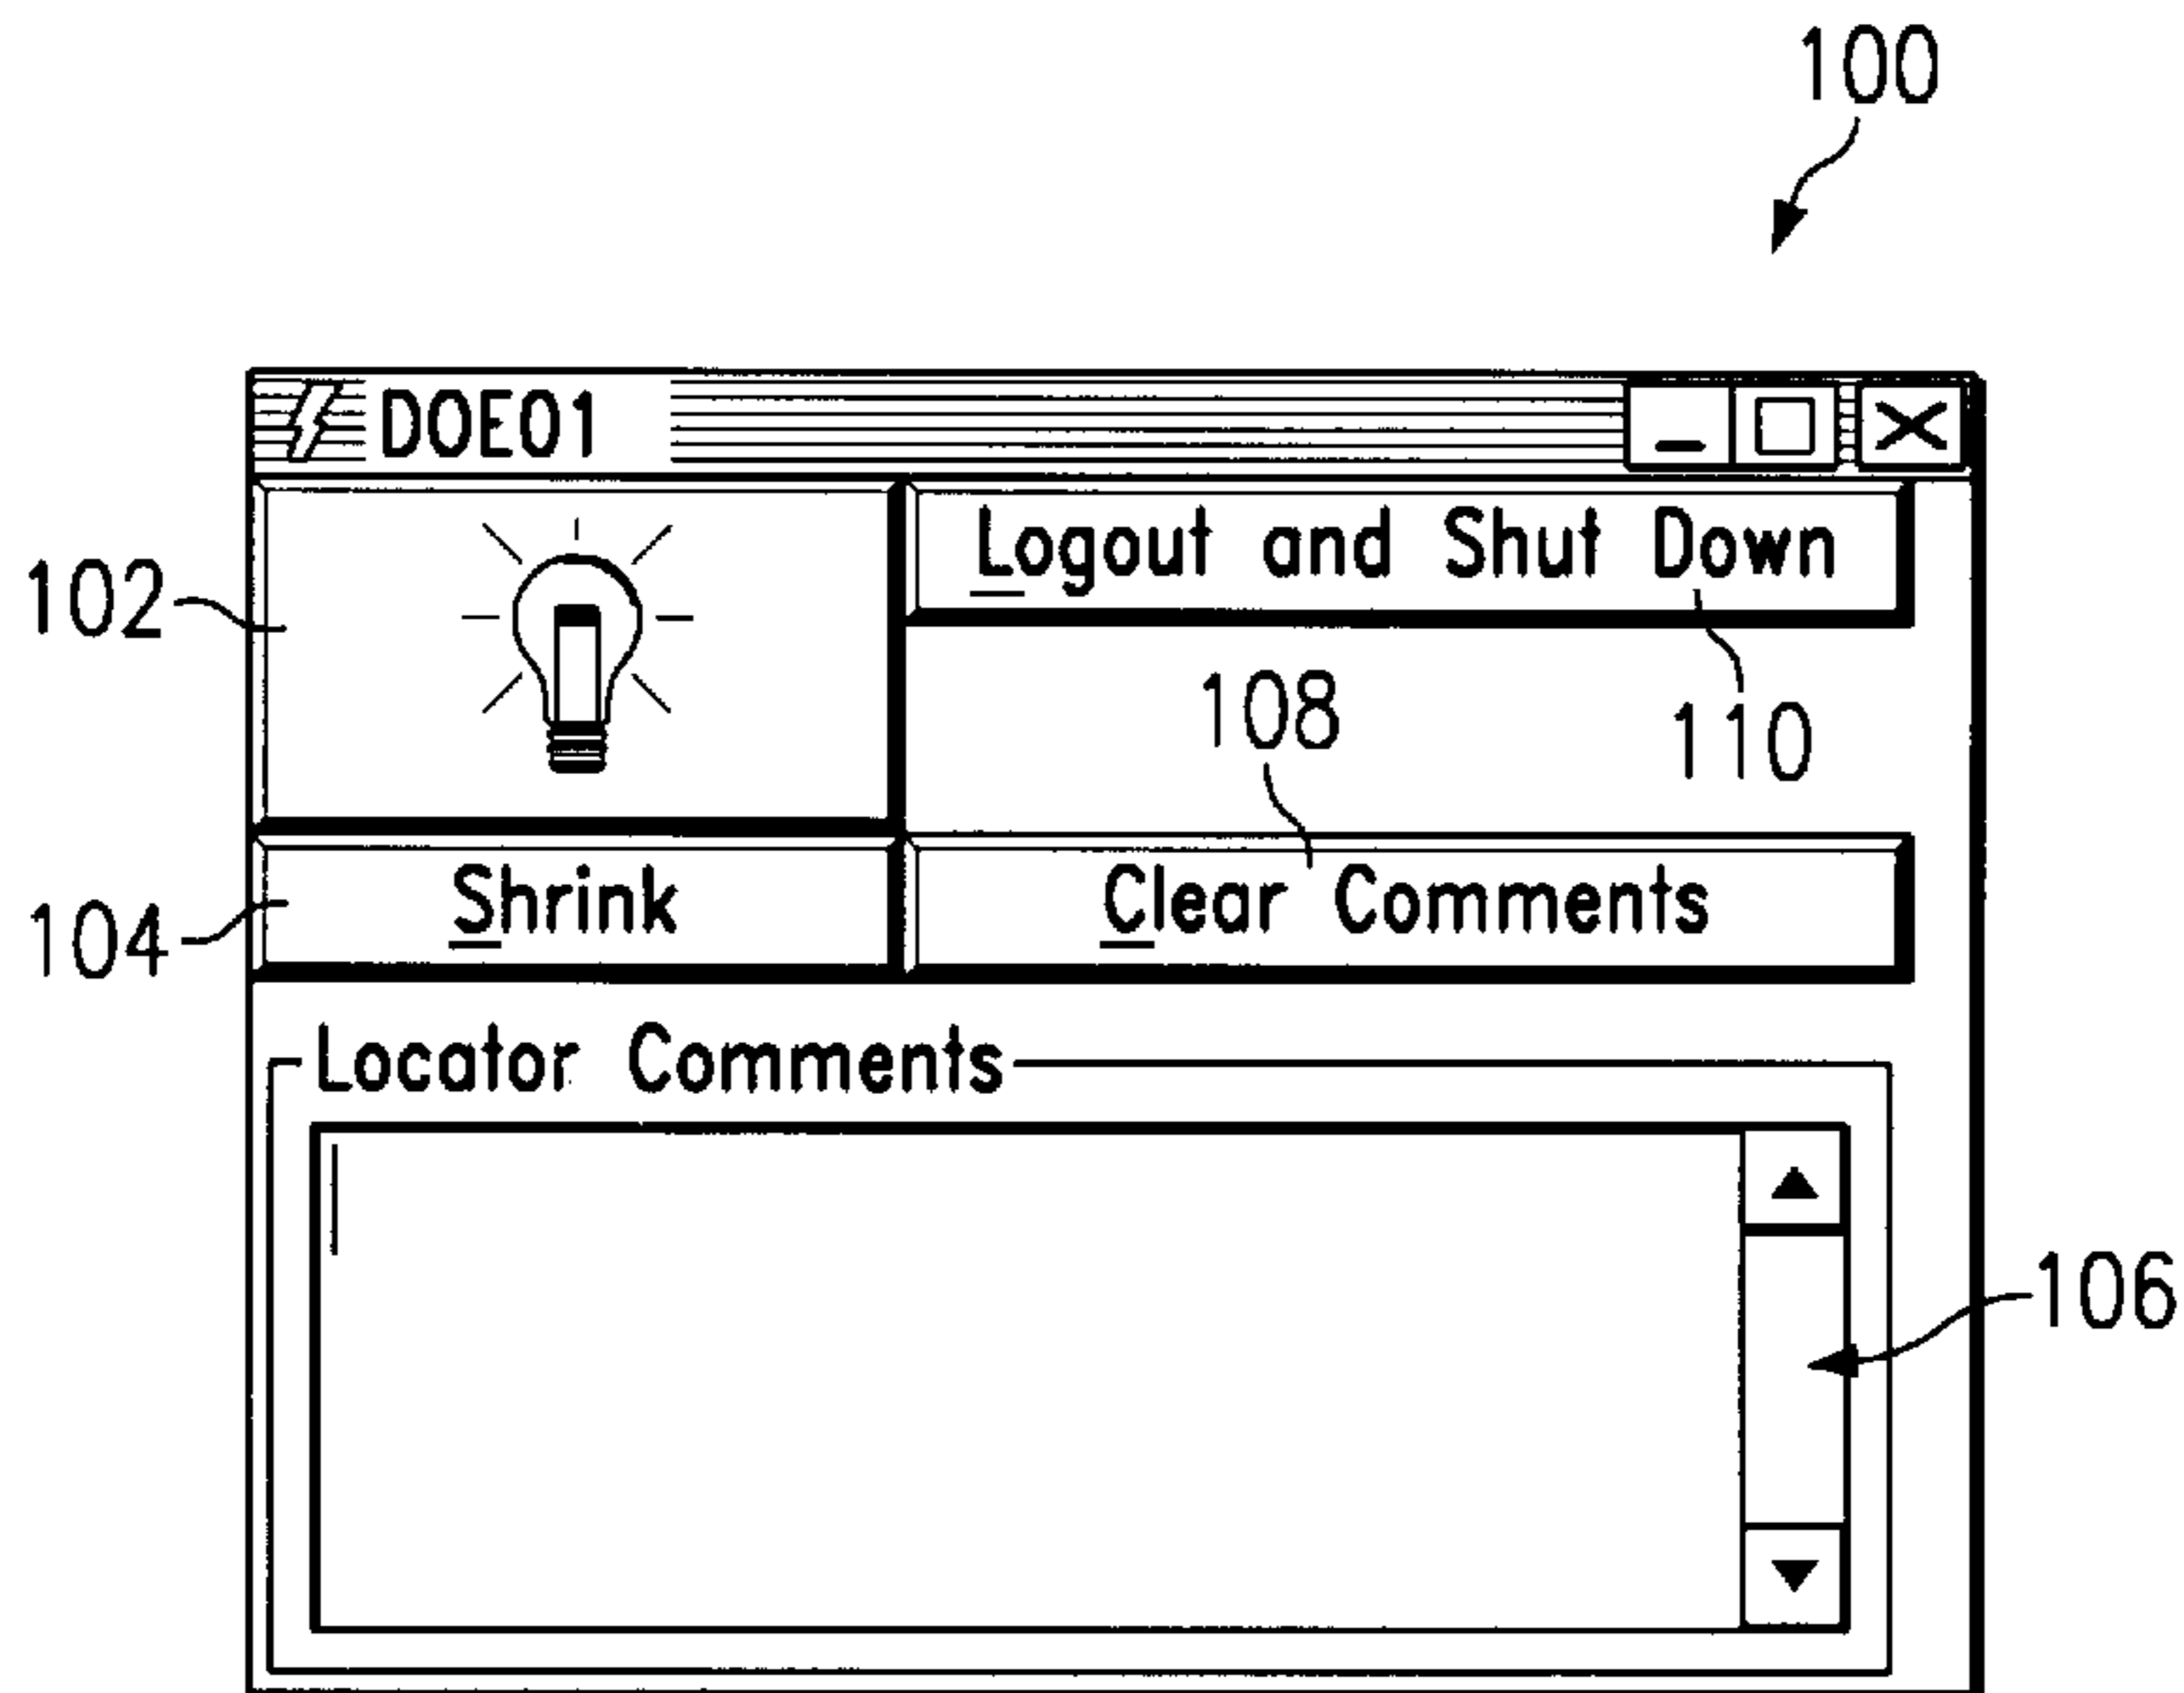 100
DOE01
102
Logout and Shut Down
108
110
104
Shrink
Clear Comments
Locator Comments
106